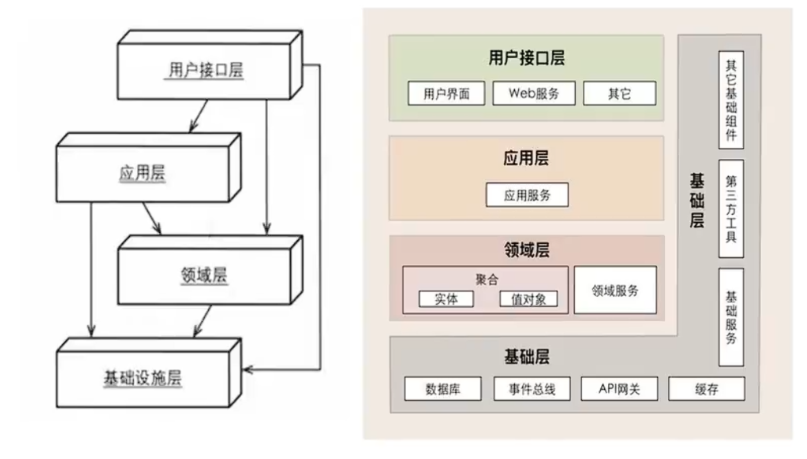 用户接口层
应用层
领域层
基础设施层
用户接口层
用户界面
Web服务
其它
应用层
应用服务
领域层
聚合
实体
值对象
领域服务
基础层
数据库
事件总线
API网关
缓存
基础层
其它基础组件
第三方工具
基础服务